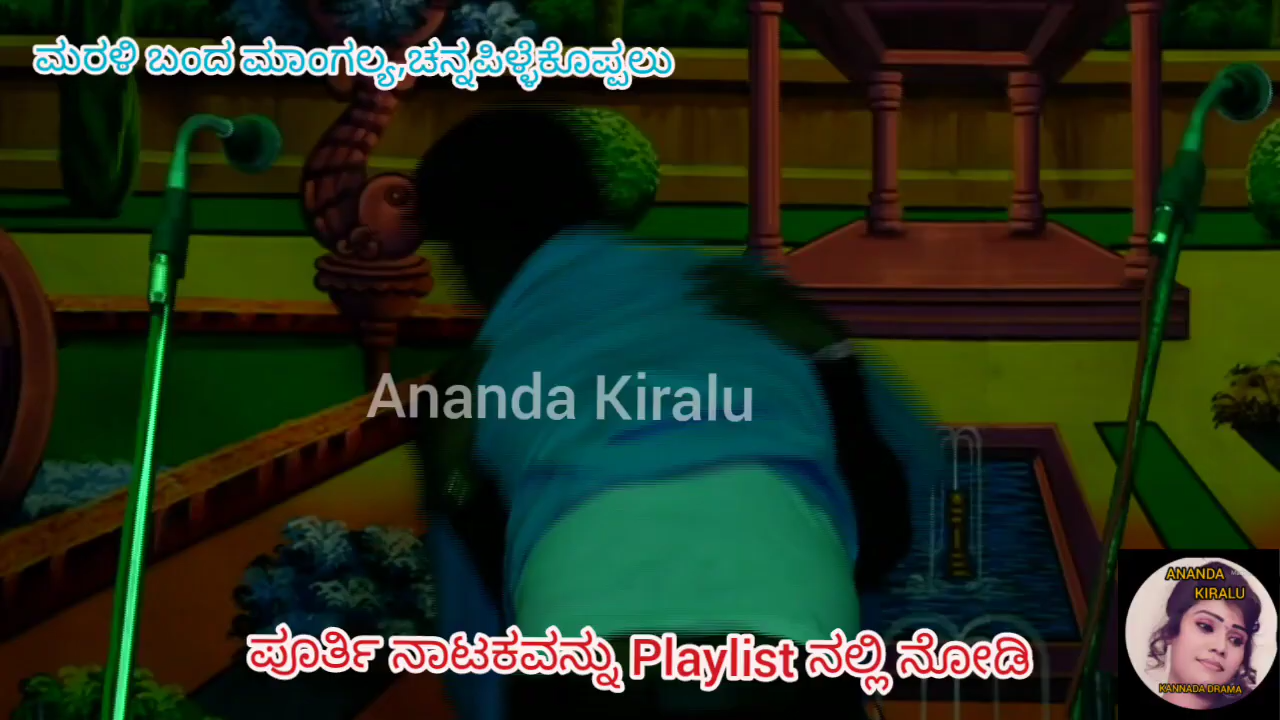 ಮರಳಿ ಬಂದ ಮಾಂಗಲ್ಯ,ಚನ್ನಪಿಳ್ಳೆಕೊಪ್ಪಲು
Ananda Kiralu
ANANDA
KIRALU
KANNADA DRAMA
ಪೂರ್ತಿ ನಾಟಕವನ್ನು Playlist ನಲ್ಲಿ ನೋಡಿ